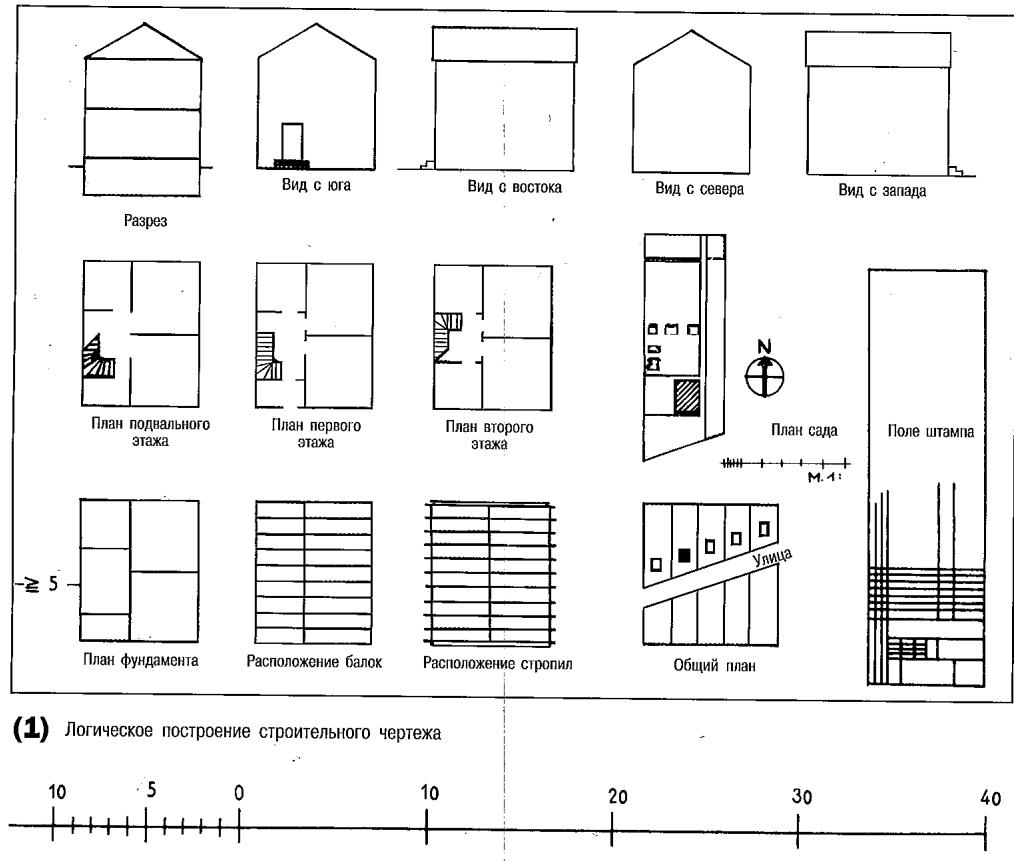 Разрез
Вид с юга
Вид с востока
Вид с севера
Вид с запада
План подвального
этажа
План первого
этажа
План второго
этажа
N
План сада
М.1:
Поле штампа
≧ 5
План фундамента
Расположение балок
Расположение стропил
Улица
Общий план
(1) Логическое построение строительного чертежа
10 5 0 10 20 30 40